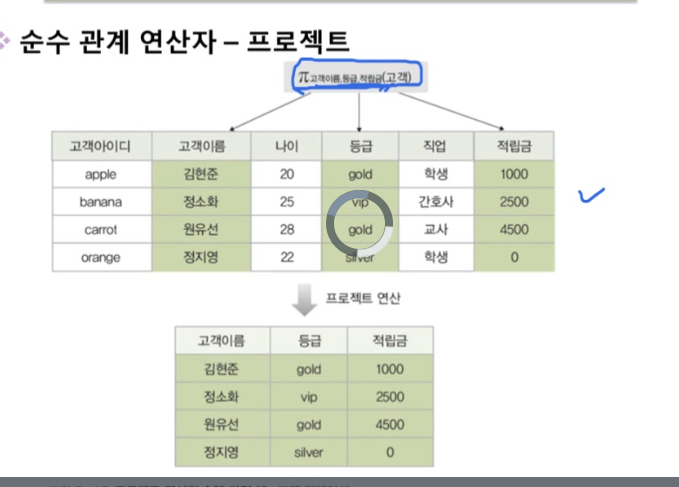 순수 관계 연산자 – 프로젝트
π고객이름,등급,적립금(고객)
고객아이디 고객이름 나이 등급 직업 적립금
apple 김현준 20 gold 학생 1000
banana 정소화 25 vip 간호사 2500
carrot 원유선 28 gold 교사 4500
orange 정지영 22 silver 학생 0
프로젝트 연산
고객이름 등급 적립금
김현준 gold 1000
정소화 vip 2500
원유선 gold 4500
정지영 silver 0